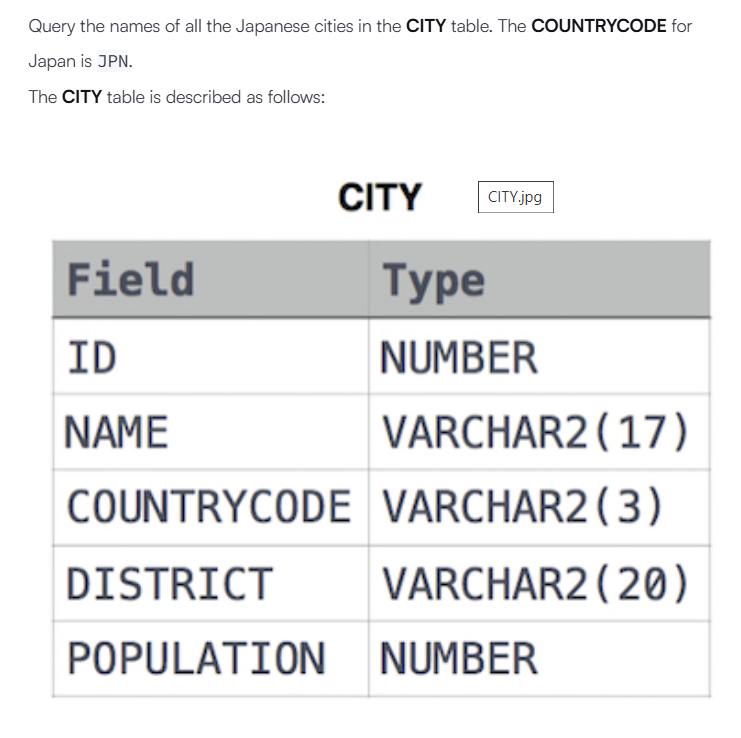 Query the names of all the Japanese cities in the CITY table. The COUNTRYCODE for
Japan is JPN.
The CITY table is described as follows:
CITY CITY.jpg
Field Type
ID NUMBER
NAME VARCHAR2(17)
COUNTRYCODE VARCHAR2(3)
DISTRICT VARCHAR2(20)
POPULATION NUMBER